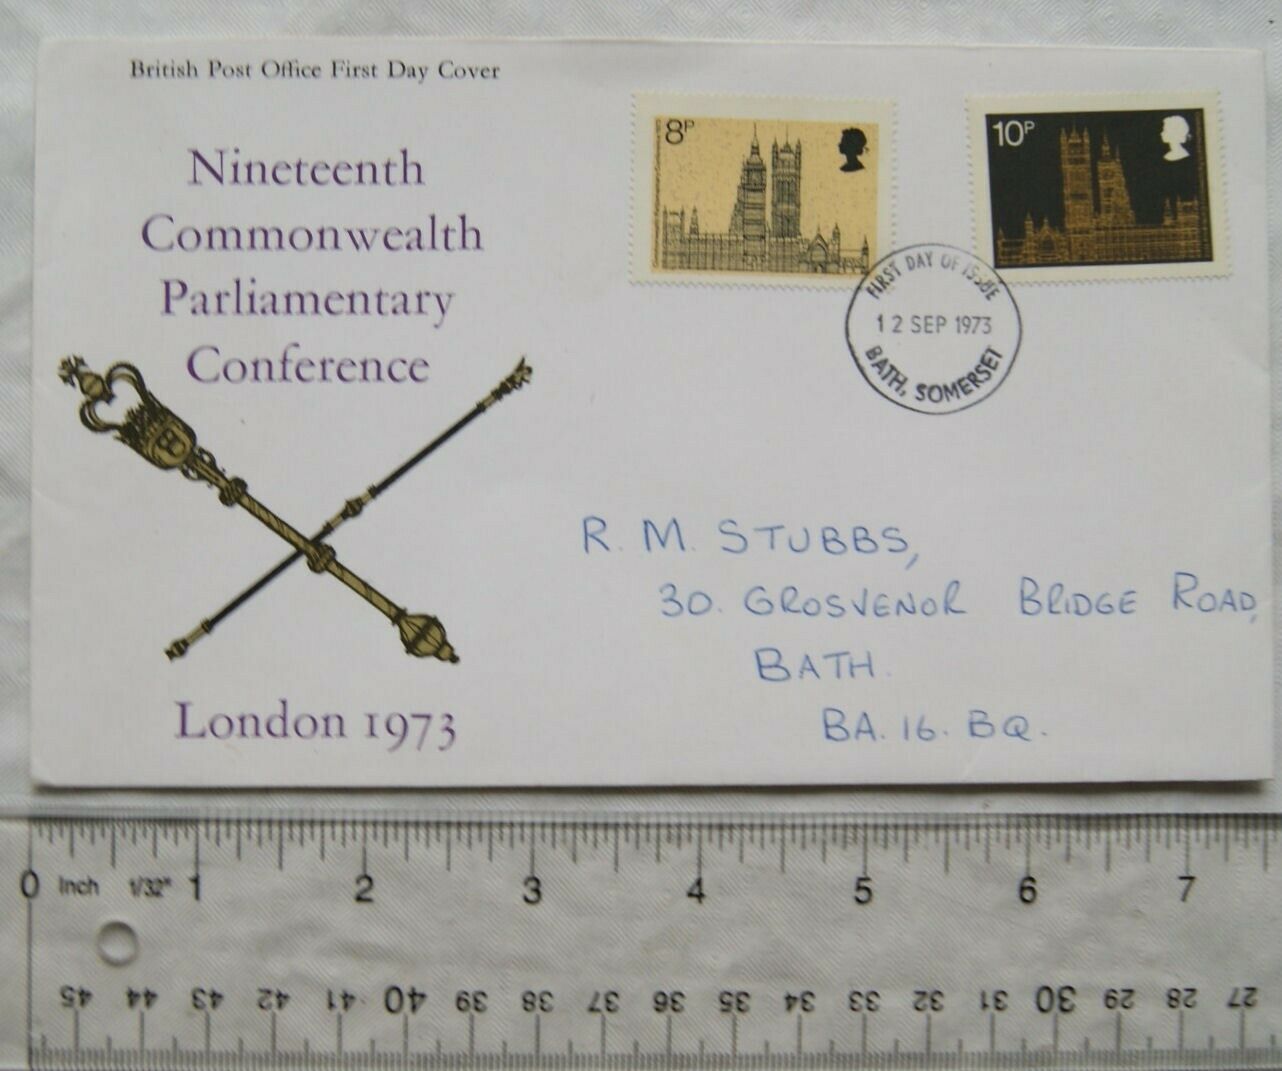 British Post Office First Day Cover
Nineteenth
Commonwealth
Parliamentary
Conference
London 1973
8P
10P
FIRST DAY OF ISSUE
12 SEP 1973
BATH, SOMERSET
R. M. STUBBS,
30. GROSVENOR BRIDGE ROAD,
BATH.
BA. 16. BQ.
0 Inch 1/32" 1 2 3 4 5 6 7
45 44 43 42 41 40 39 38 37 36 35 34 33 32 31 30 29 28 27